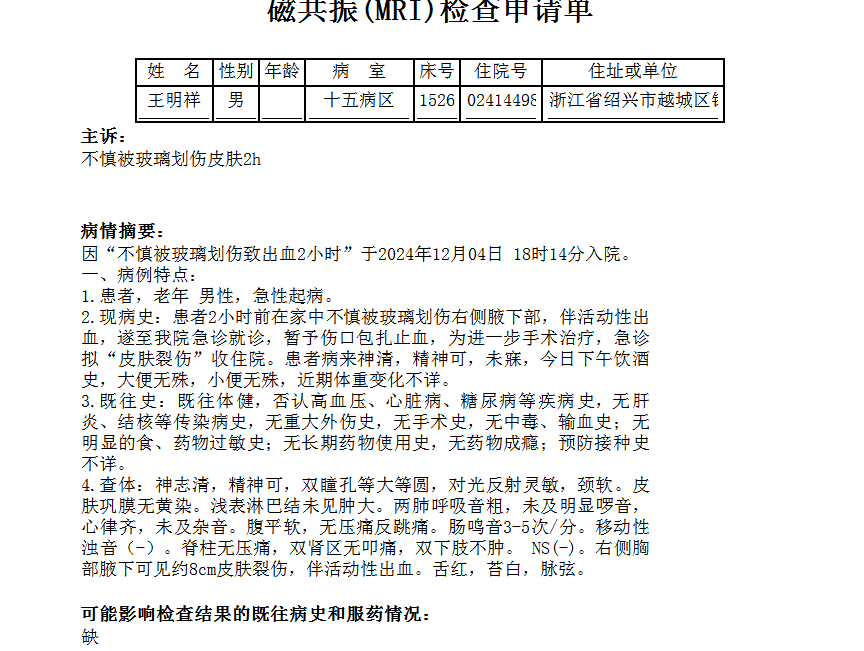 磁共振(MRI)检查申请单
姓 名 性别 年龄 病 室 床号 住院号 住址或单位
王明祥 男 十五病区 1526 02414498 浙江省绍兴市越城区
主诉：
不慎被玻璃划伤皮肤2h
病情摘要：
因“不慎被玻璃划伤致出血2小时”于2024年12月04日 18时14分入院。
一、病例特点：
1.患者，老年 男性，急性起病。
2.现病史：患者2小时前在家中不慎被玻璃划伤右侧腋下部，伴活动性出
血，遂至我院急诊就诊，暂予伤口包扎止血，为进一步手术治疗，急诊
拟“皮肤裂伤”收住院。患者病来神清，精神可，未寐，今日下午饮酒
史，大便无殊，小便无殊，近期体重变化不详。
3.既往史：既往体健，否认高血压、心脏病、糖尿病等疾病史，无肝
炎、结核等传染病史，无重大外伤史，无手术史，无中毒、输血史；无
明显的食、药物过敏史；无长期药物使用史，无药物成瘾；预防接种史
不详。
4.查体：神志清，精神可，双瞳孔等大等圆，对光反射灵敏，颈软。皮
肤巩膜无黄染。浅表淋巴结未见肿大。两肺呼吸音粗，未及明显啰音，
心律齐，未及杂音。腹平软，无压痛反跳痛。肠鸣音3-5次/分。移动性
浊音（-）。脊柱无压痛，双肾区无叩痛，双下肢不肿。 NS(-)。右侧胸
部腋下可见约8cm皮肤裂伤，伴活动性出血。舌红，苔白，脉弦。
可能影响检查结果的既往病史和服药情况：
缺